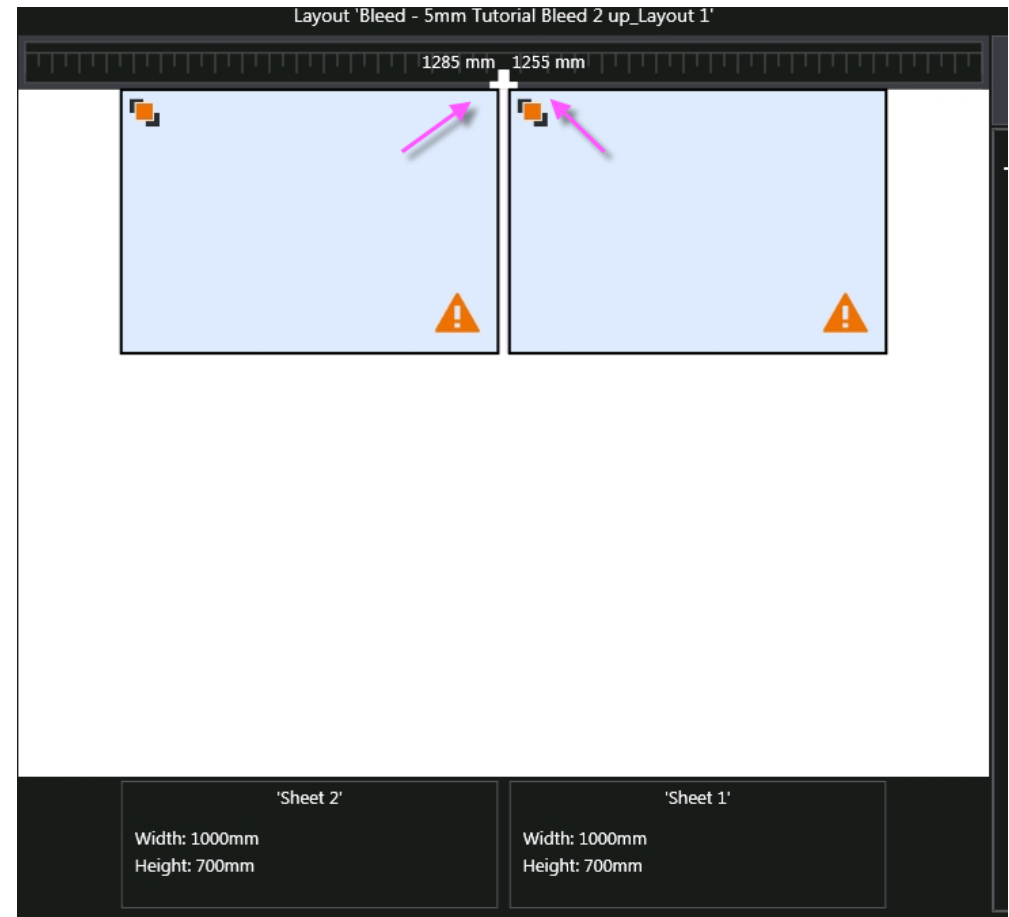 Layout 'Bleed - 5mm Tutorial Bleed 2 up_Layout 1'
1285 mm 1255 mm
'Sheet 2'
Width: 1000mm
Height: 700mm
'Sheet 1'
Width: 1000mm
Height: 700mm